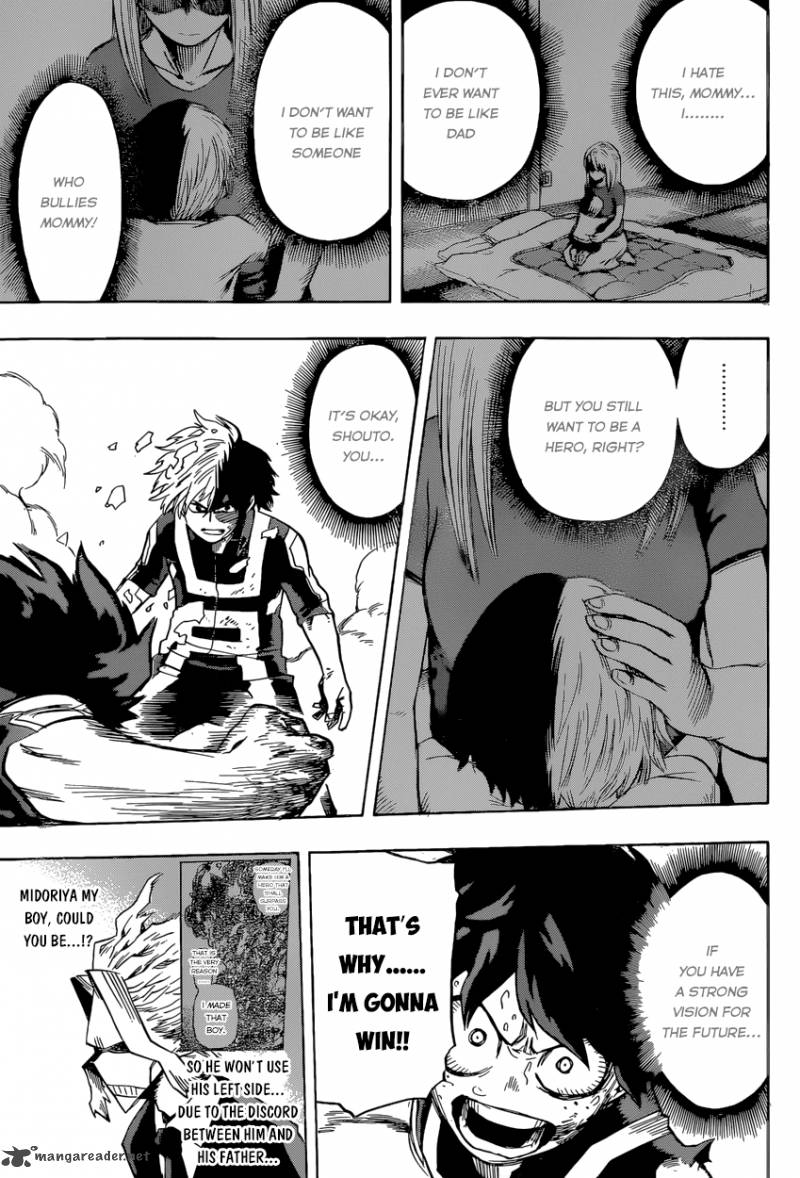 I HATE
THIS, MOMMY...
I........
I DON'T
EVER WANT
TO BE LIKE
DAD
I DON'T WANT
TO BE LIKE
SOMEONE
WHO
BULLIES
MOMMY!
.........
BUT YOU STILL
WANT TO BE A
HERO, RIGHT?
IT'S OKAY,
SHOUTO.
YOU...
IF
YOU HAVE
A STRONG
VISION FOR
THE FUTURE...
THAT'S
WHY......
I'M GONNA
WIN!!
SOMEDAY, I'LL
MAKE HIM A
HERO THAT
SHALL
SURPASS
YOU.
THAT IS
THE VERY
REASON
I MADE
THAT
BOY.
MIDORIYA MY
BOY, COULD
YOU BE...!?
SO HE WON'T USE
HIS LEFT SIDE...
DUE TO THE DISCORD
BETWEEN HIM AND
HIS FATHER...
mangareader.net